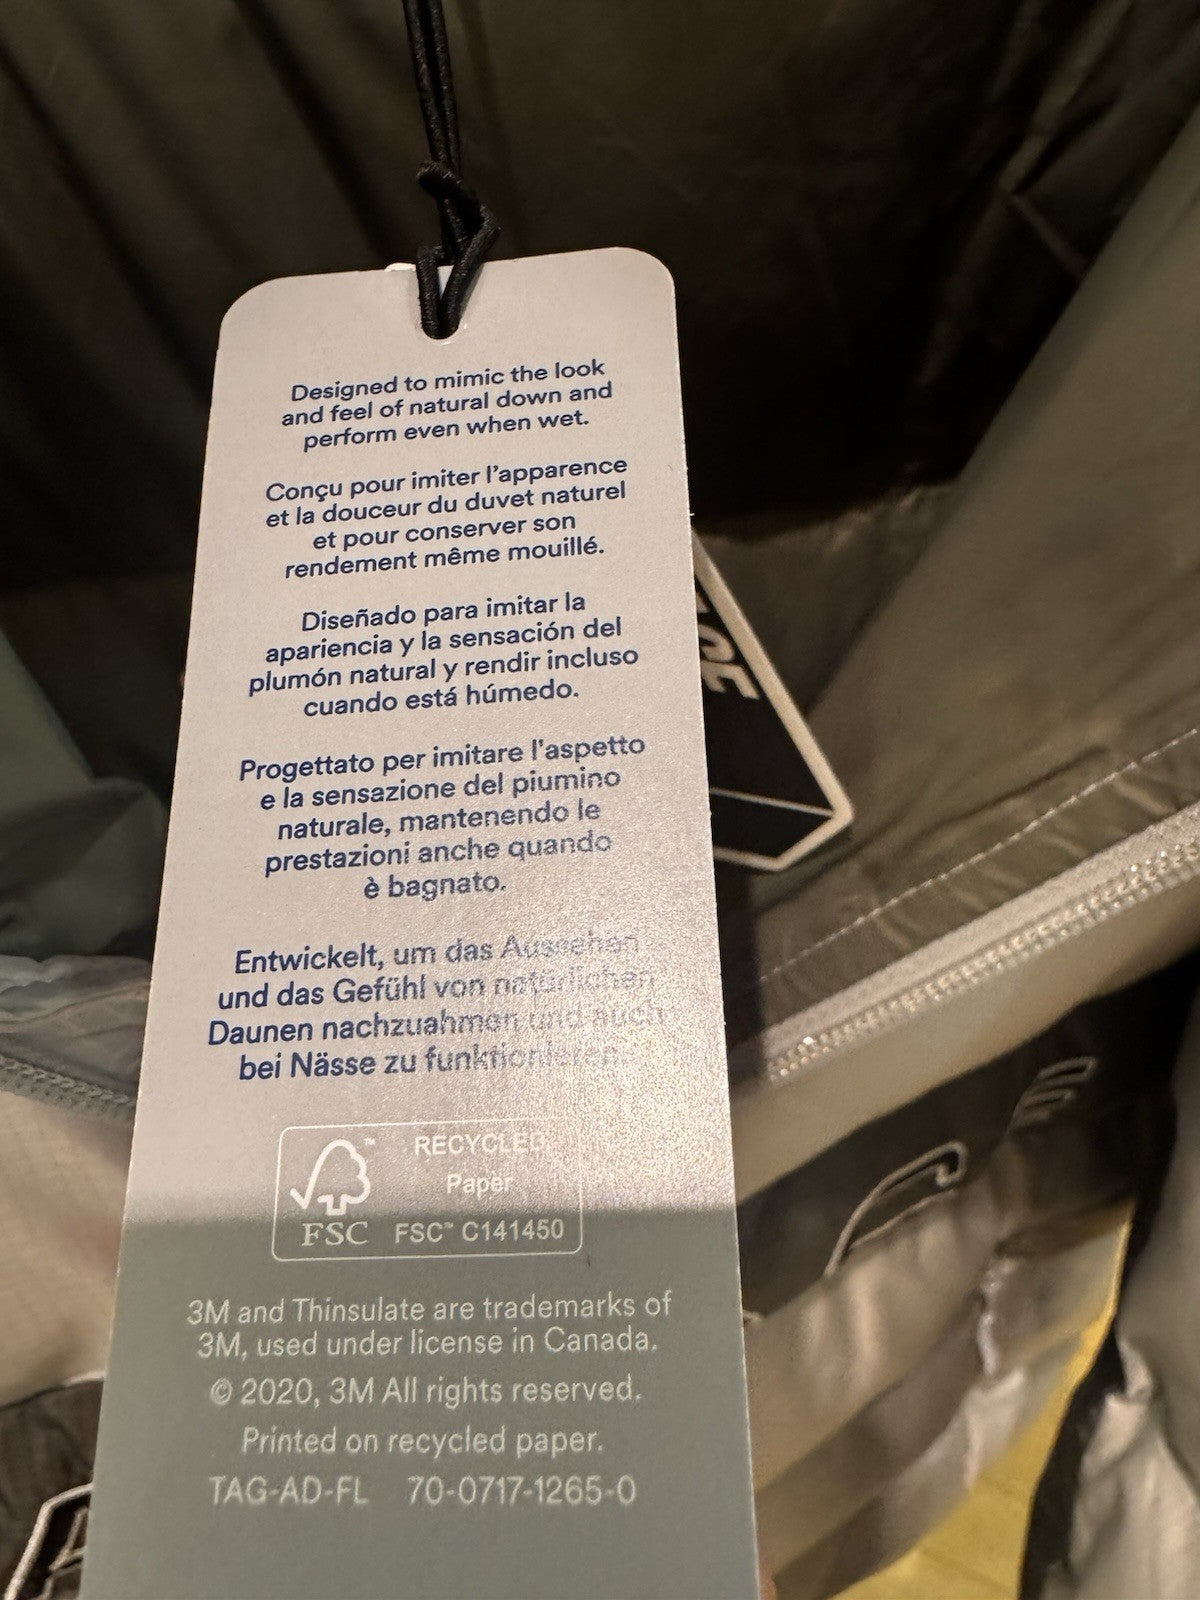 Designed to mimic the look
and feel of natural down and
perform even when wet.
Conçu pour imiter l'apparence
et la douceur du duvet naturel
et pour conserver son
rendement même mouillé.
Diseñado para imitar la
apariencia y la sensación del
plumón natural y rendir incluso
cuando está húmedo.
Progettato per imitare l'aspetto
e la sensazione del piumino
naturale, mantenendo le
prestazioni anche quando
è bagnato.
Entwickelt, um das Aussehen
und das Gefühl von natürlichen
Daunen nachzuahmen und auch
bei Nässe zu funktionieren.
™ RECYCLED
Paper
FSC FSC™ C141450
3M and Thinsulate are trademarks of
3M, used under license in Canada.
© 2020, 3M All rights reserved.
Printed on recycled paper.
TAG-AD-FL 70-0717-1265-0